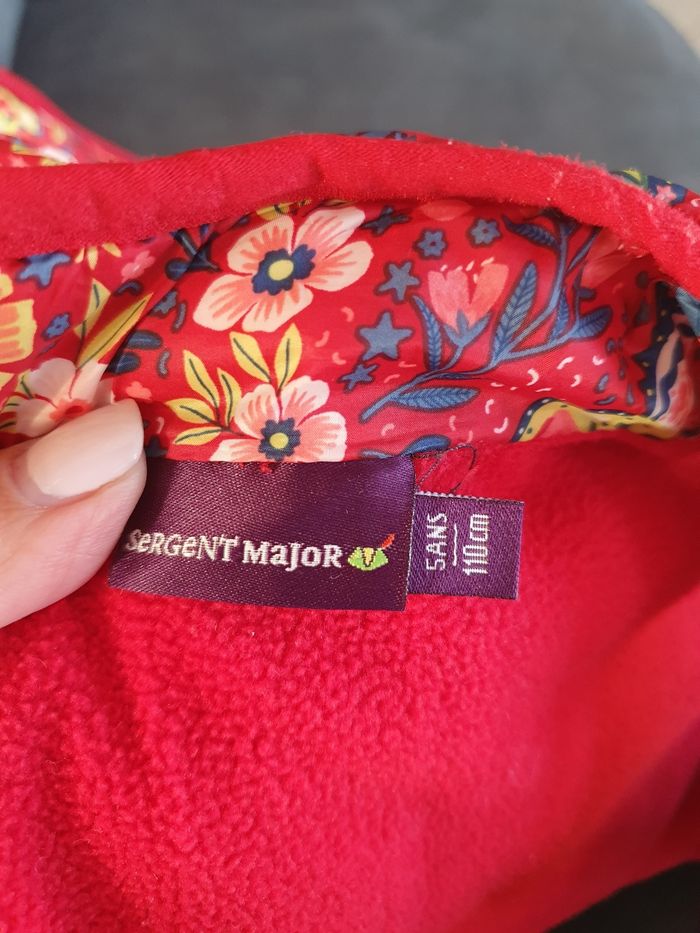 SeRGeNT MaJoR
5 ANS
110 cm